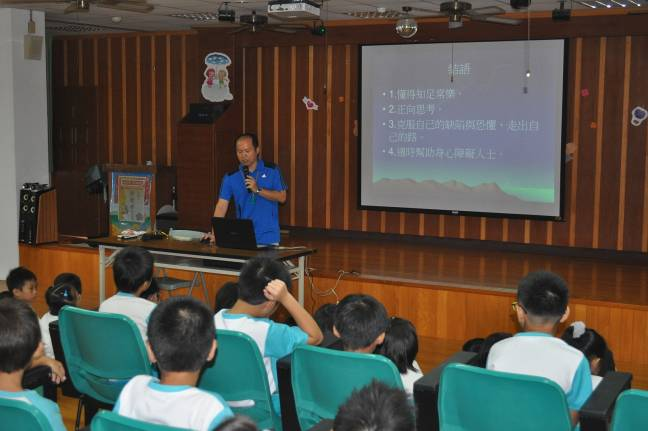 結語
• 1.懂得知足常樂。
• 2.正向思考。
• 3.克服自己的缺陷與恐懼，走出自
己的路。
• 4.適時幫助身心障礙人士。